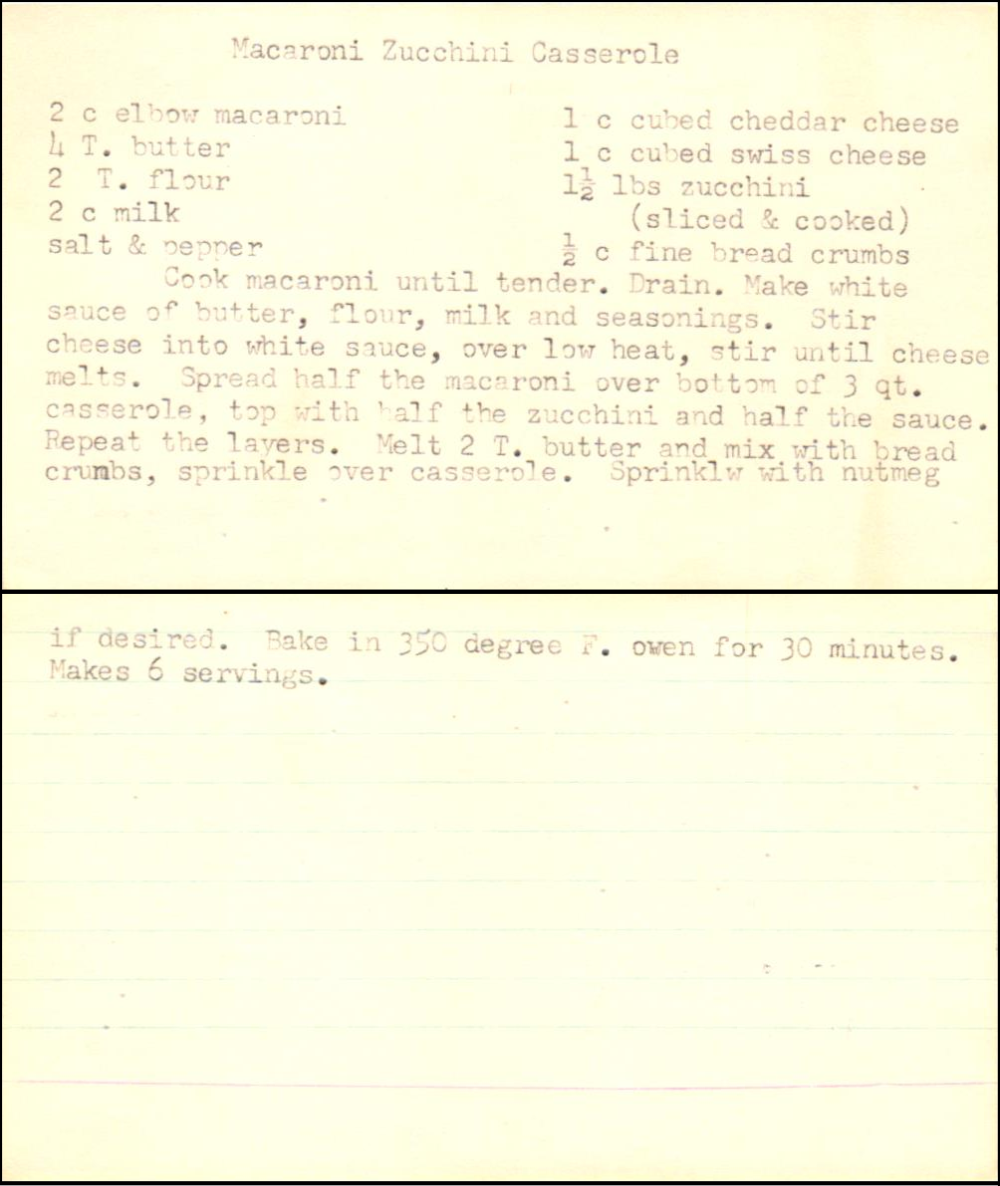 Macaroni Zucchini Casserole
2 c elbow macaroni
4 T. butter
2 T. flour
2 c milk
salt & pepper
1 c cubed cheddar cheese
1 c cubed swiss cheese
1½ lbs zucchini
(sliced & cooked)
½ c fine bread crumbs
Cook macaroni until tender. Drain. Make white
sauce of butter, flour, milk and seasonings. Stir
cheese into white sauce, over low heat, stir until cheese
melts. Spread half the macaroni over bottom of 3 qt.
casserole, top with half the zucchini and half the sauce.
Repeat the layers. Melt 2 T. butter and mix with bread
crumbs, sprinkle over casserole. Sprinklw with nutmeg
if desired. Bake in 350 degree F. owen for 30 minutes.
Makes 6 servings.